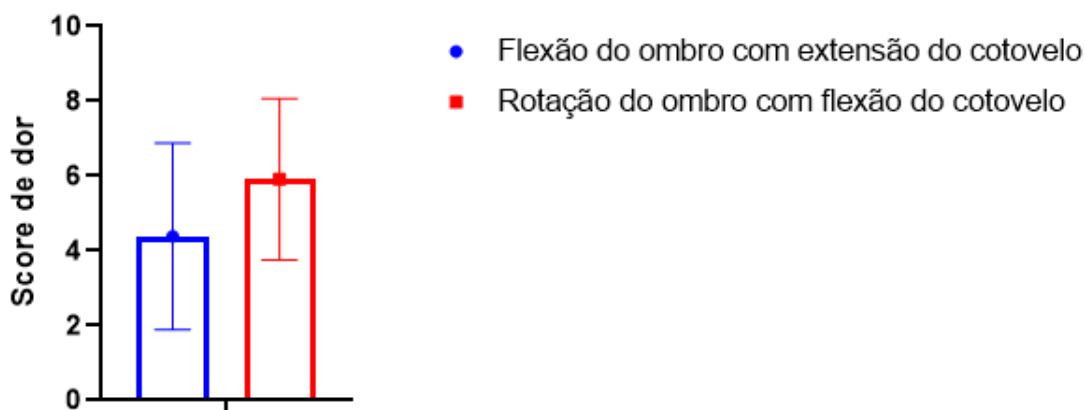 10
8
6
4
2
0
Score de dor
Flexão do ombro com extensão do cotovelo
Rotação do ombro com flexão do cotovelo